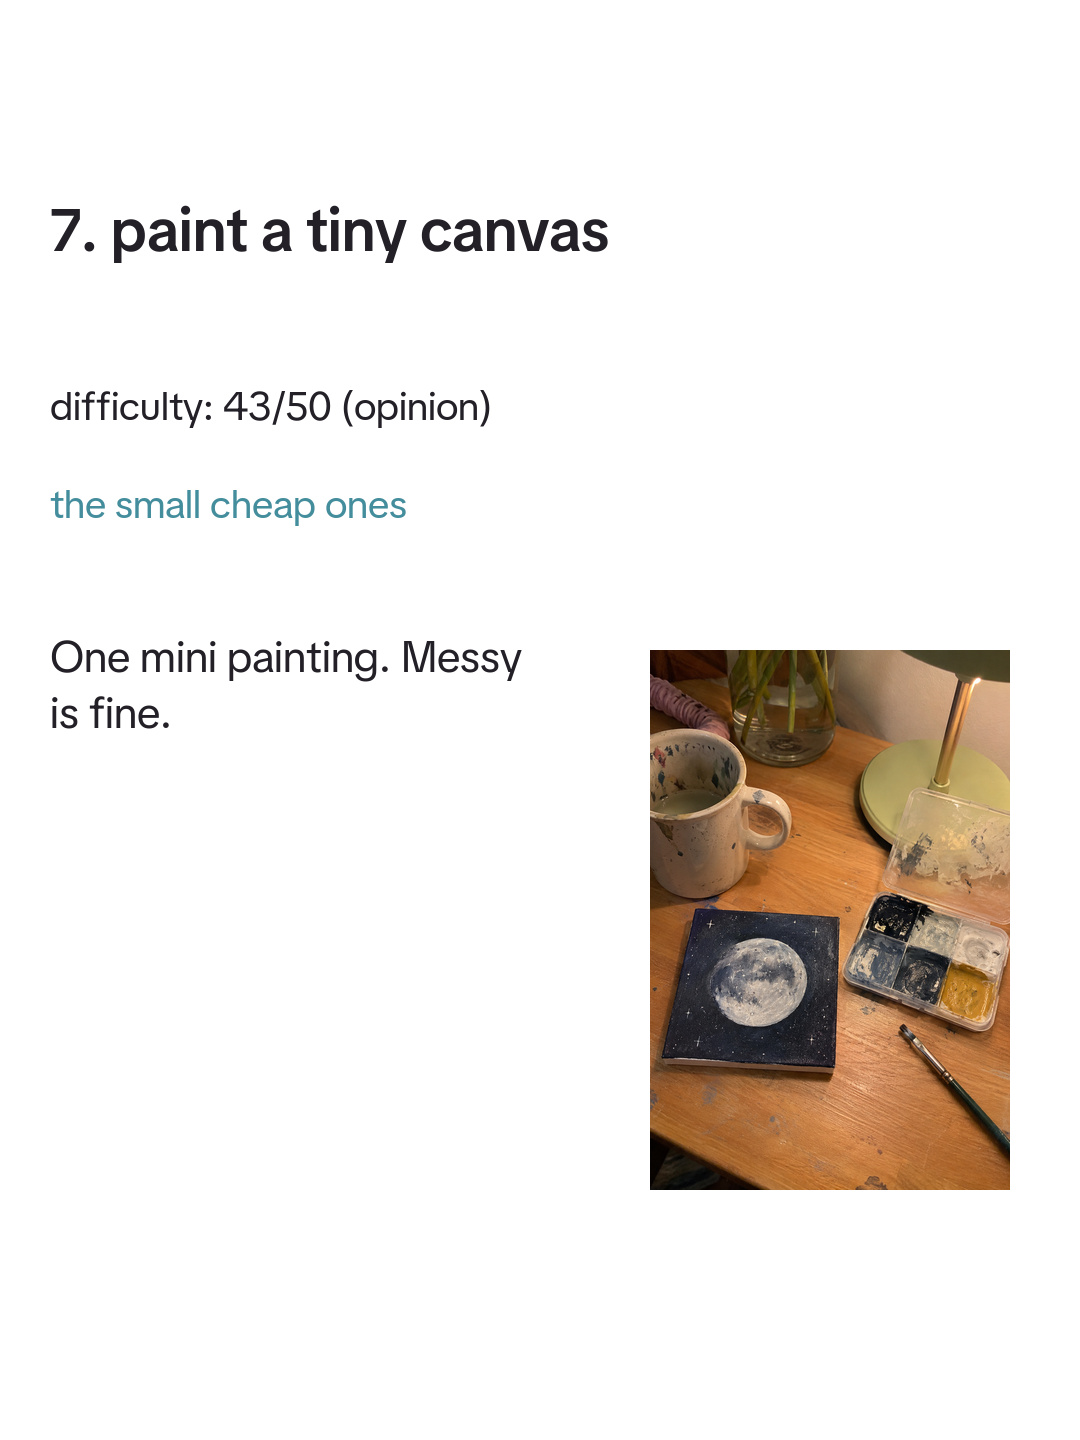 7. paint a tiny canvas
difficulty: 43/50 (opinion)
the small cheap ones
One mini painting. Messy
is fine.